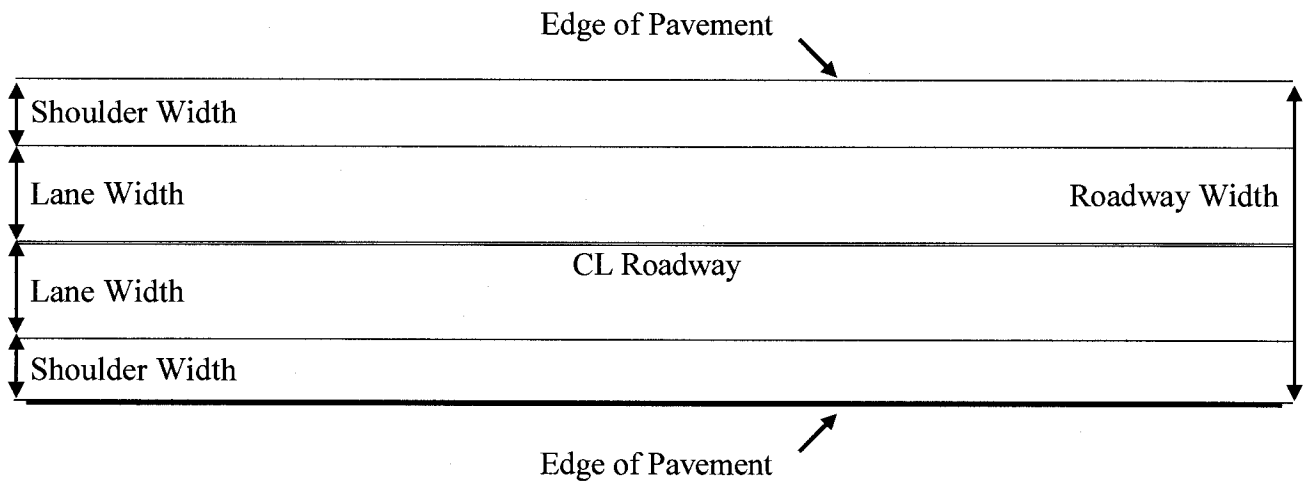 Edge of Pavement
Shoulder Width
Lane Width
Roadway Width
CL Roadway
Lane Width
Shoulder Width
Edge of Pavement